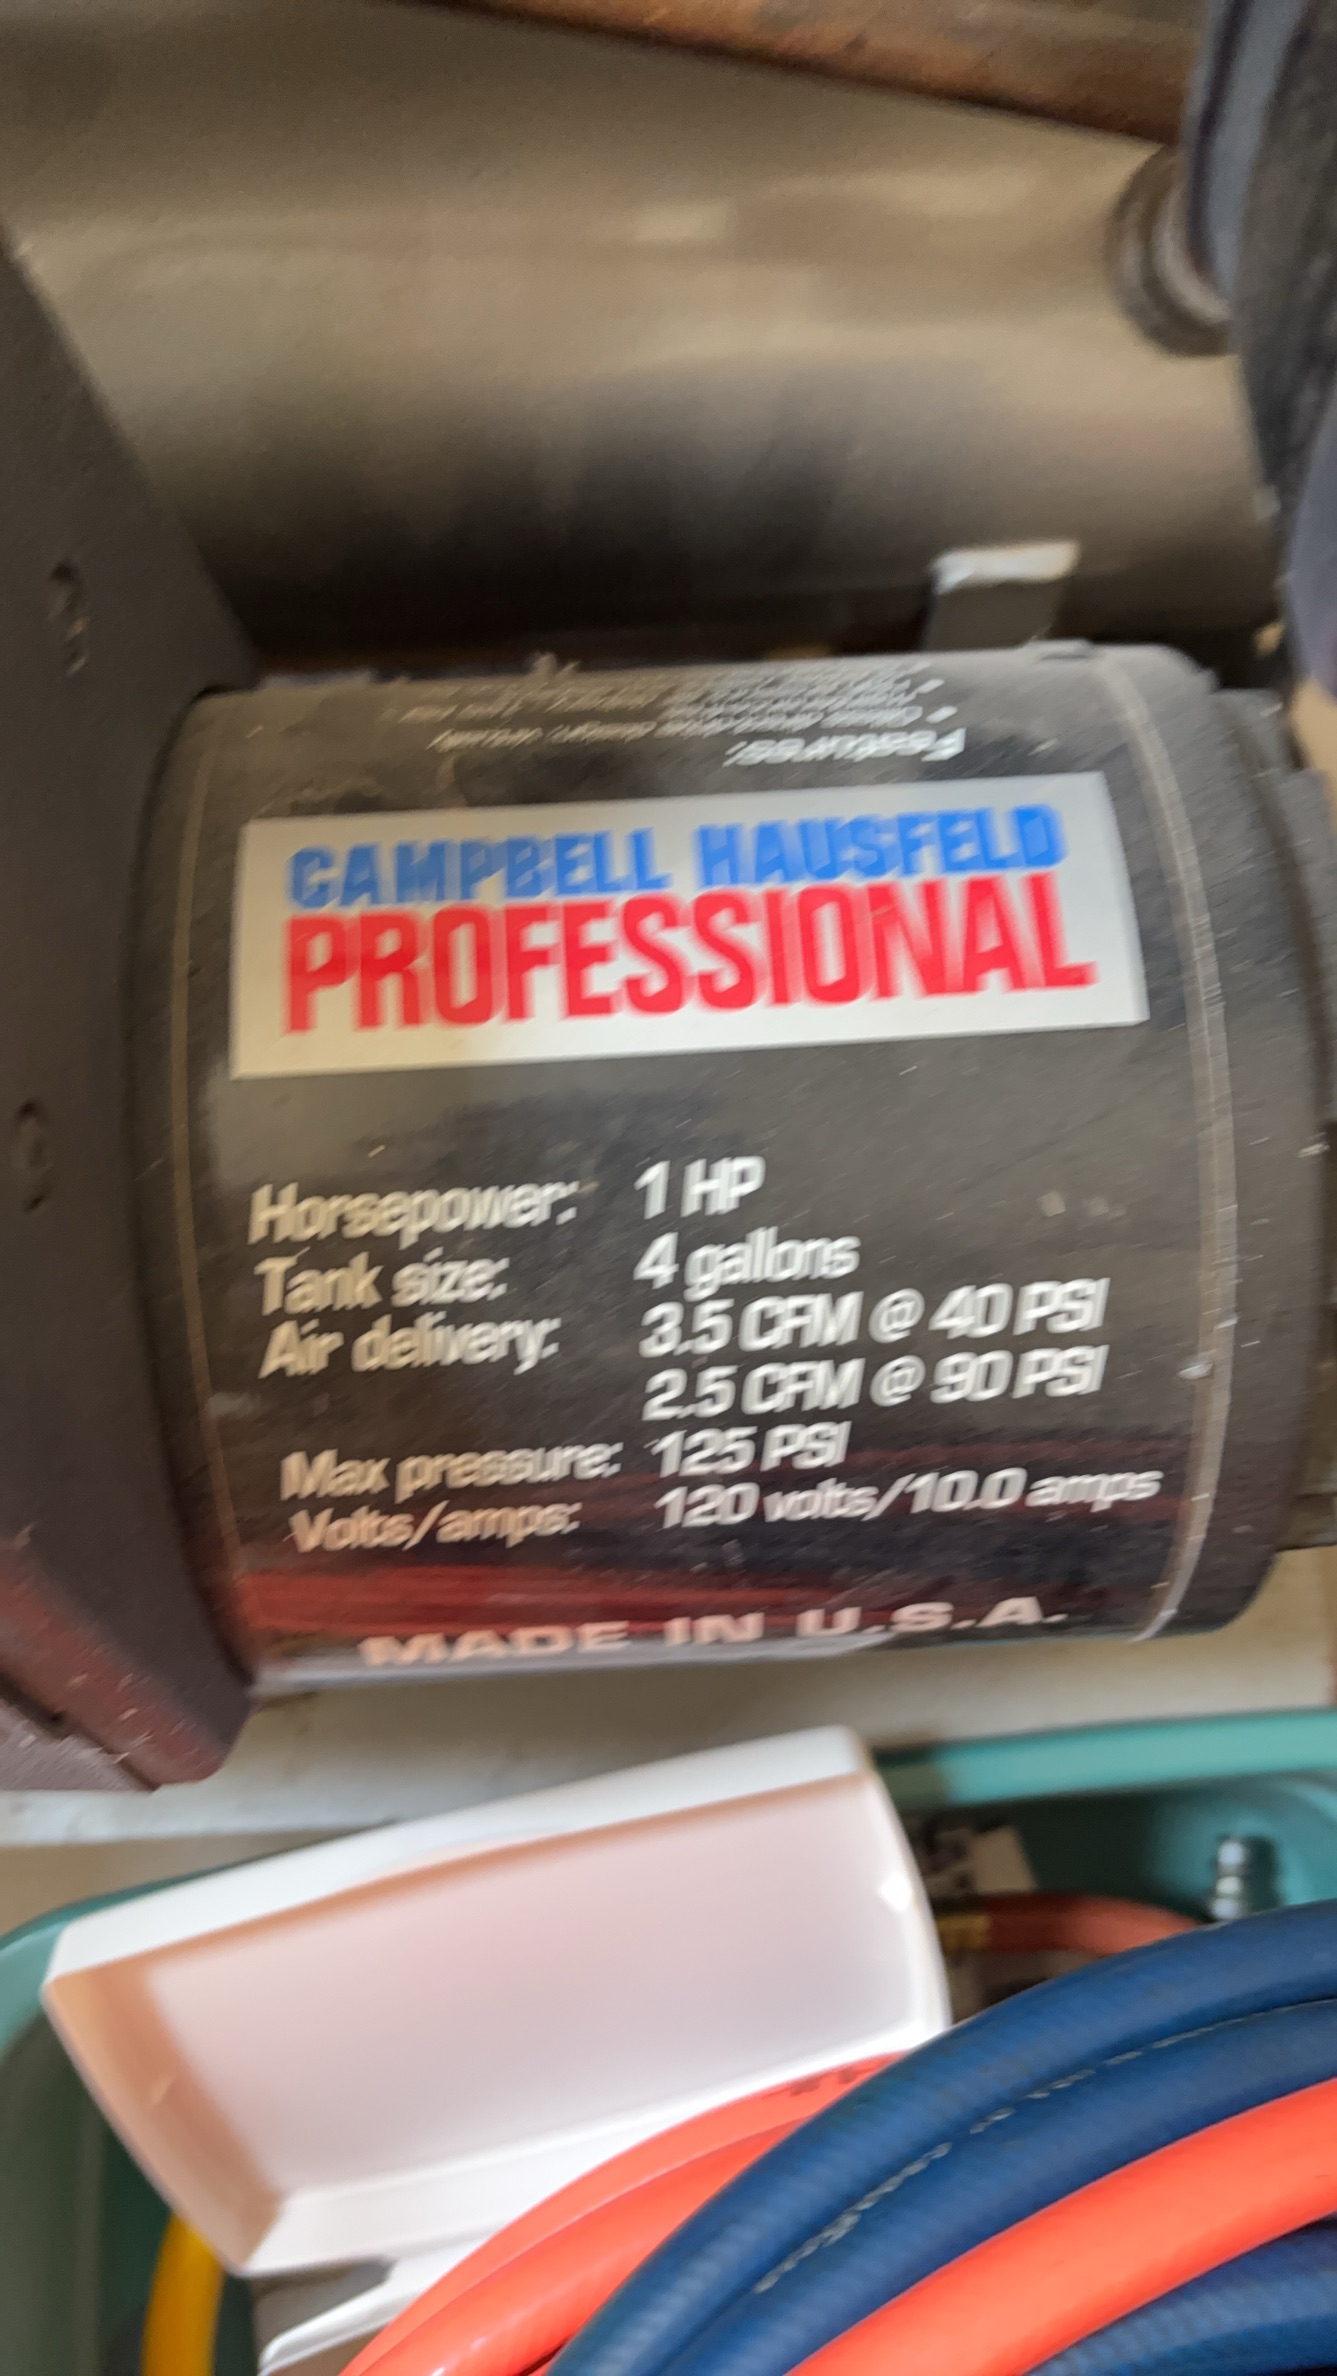 Features:
CAMPBELL HAUSFELD
PROFESSIONAL
Horsepower: 1 HP
Tank size: 4 gallons
Air delivery: 3.5 CFM @ 40 PSI
2.5 CFM @ 90 PSI
Max pressure: 125 PSI
Volts/amps: 120 volts/10.0 amps
MADE IN U.S.A.